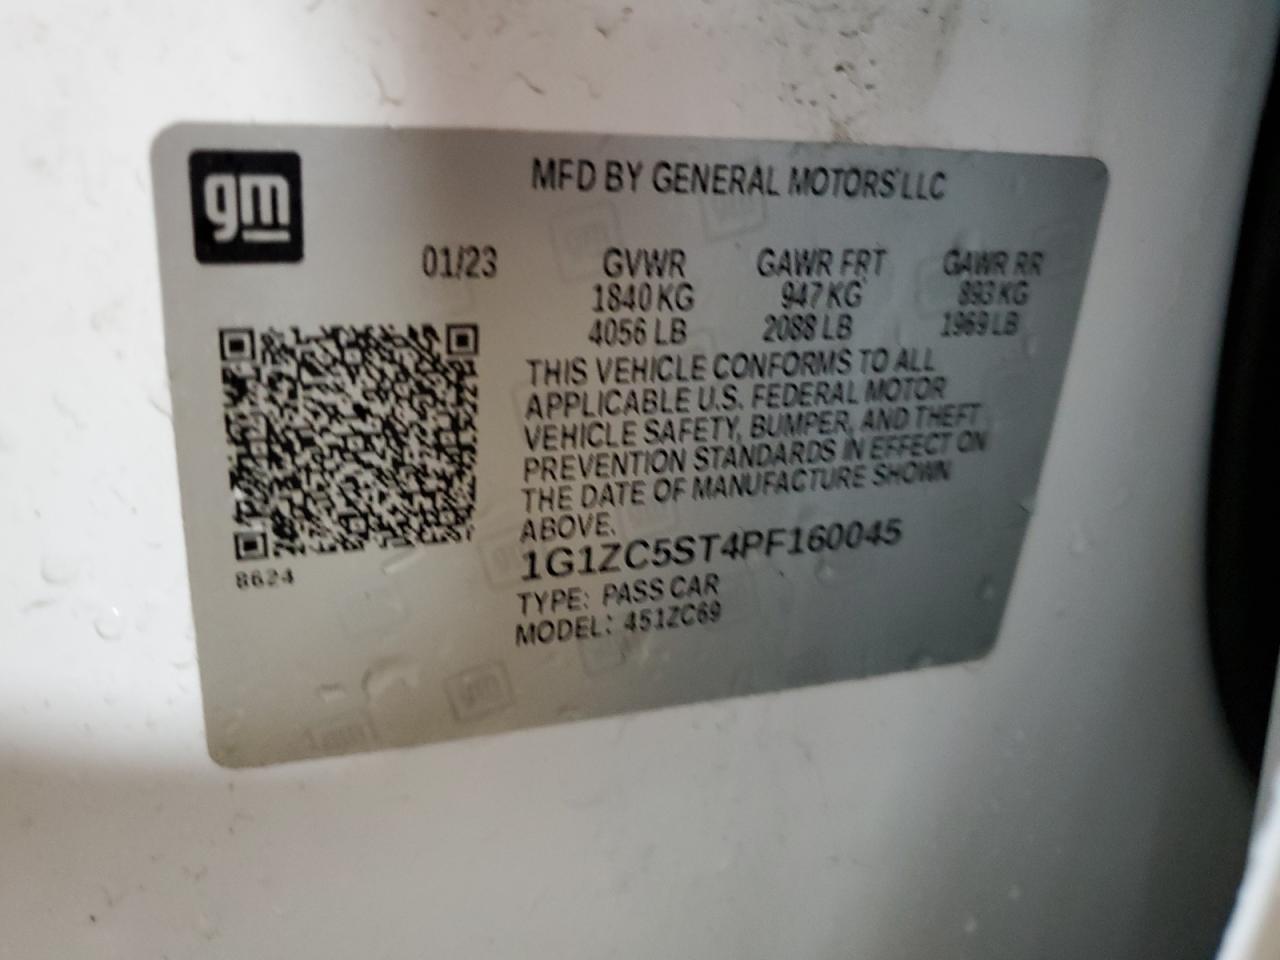 gm
MFD BY GENERAL MOTORS LLC
01/23 GVWR GAWR FRT GAWR RR
1840 KG 947 KG 893 KG
4056 LB 2088 LB 1969 LB
THIS VEHICLE CONFORMS TO ALL
APPLICABLE U.S. FEDERAL MOTOR
VEHICLE SAFETY, BUMPER, AND THEFT
PREVENTION STANDARDS IN EFFECT ON
THE DATE OF MANUFACTURE SHOWN
ABOVE.
1G1ZC5ST4PF160045
8624
TYPE: PASS CAR
MODEL: 451ZC69
gm